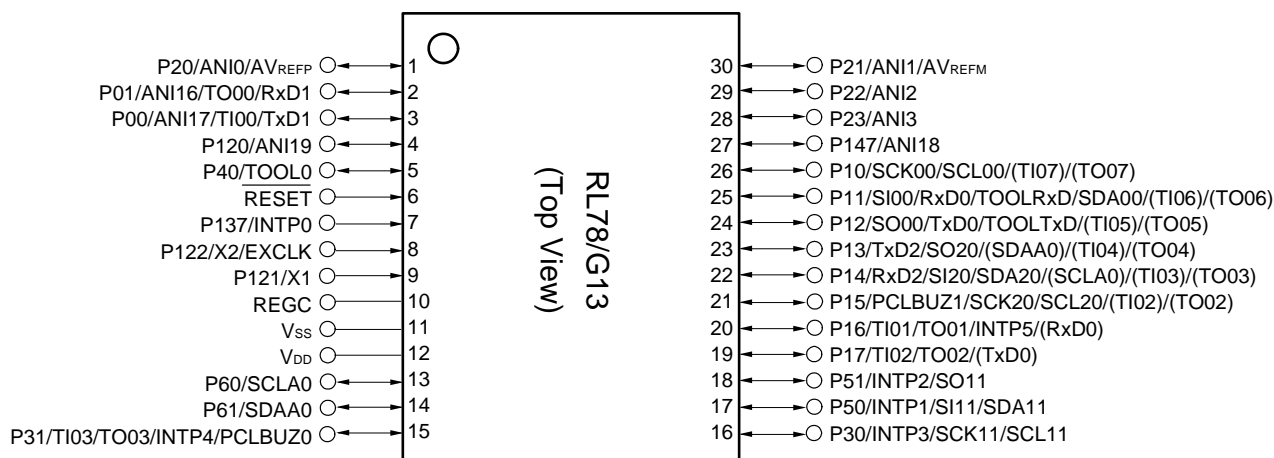 P20/ANI0/AVREFP 1 30 P21/ANI1/AVREFM
P01/ANI16/TO00/RxD1 2 29 P22/ANI2
P00/ANI17/TI00/TxD1 3 28 P23/ANI3
P120/ANI19 4 27 P147/ANI18
P40/TOOL0 5 26 P10/SCK00/SCL00/(TI07)/(TO07)
RESET 6 25 P11/SI00/RxD0/TOOLRxD/SDA00/(TI06)/(TO06)
P137/INTP0 7 24 P12/SO00/TxD0/TOOLTxD/(TI05)/(TO05)
P122/X2/EXCLK 8 23 P13/TxD2/SO20/(SDAA0)/(TI04)/(TO04)
P121/X1 9 22 P14/RxD2/SI20/SDA20/(SCLA0)/(TI03)/(TO03)
REGC 10 21 P15/PCLBUZ1/SCK20/SCL20/(TI02)/(TO02)
VSS 11 20 P16/TI01/TO01/INTP5/(RxD0)
VDD 12 19 P17/TI02/TO02/(TxD0)
P60/SCLA0 13 18 P51/INTP2/SO11
P61/SDAA0 14 17 P50/INTP1/SI11/SDA11
P31/TI03/TO03/INTP4/PCLBUZ0 15 16 P30/INTP3/SCK11/SCL11
RL78/G13
(Top View)